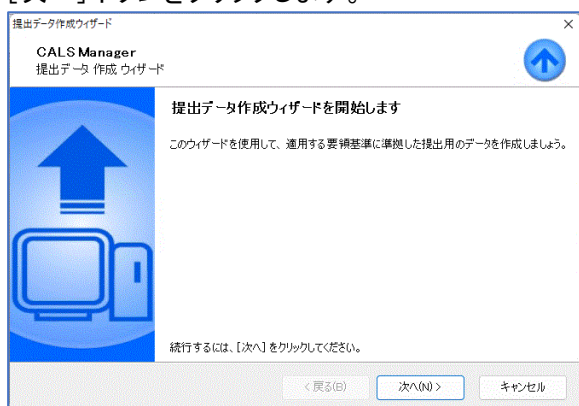 提出データ作成ウィザード
CALS Manager
提出データ 作成 ウィザード
提出データ作成ウィザードを開始します
このウィザードを使用して、適用する要領基準に準拠した提出用のデータを作成しましょう。
続行するには、[次へ] をクリックしてください。
< 戻る(B)
次へ(N) >
キャンセル